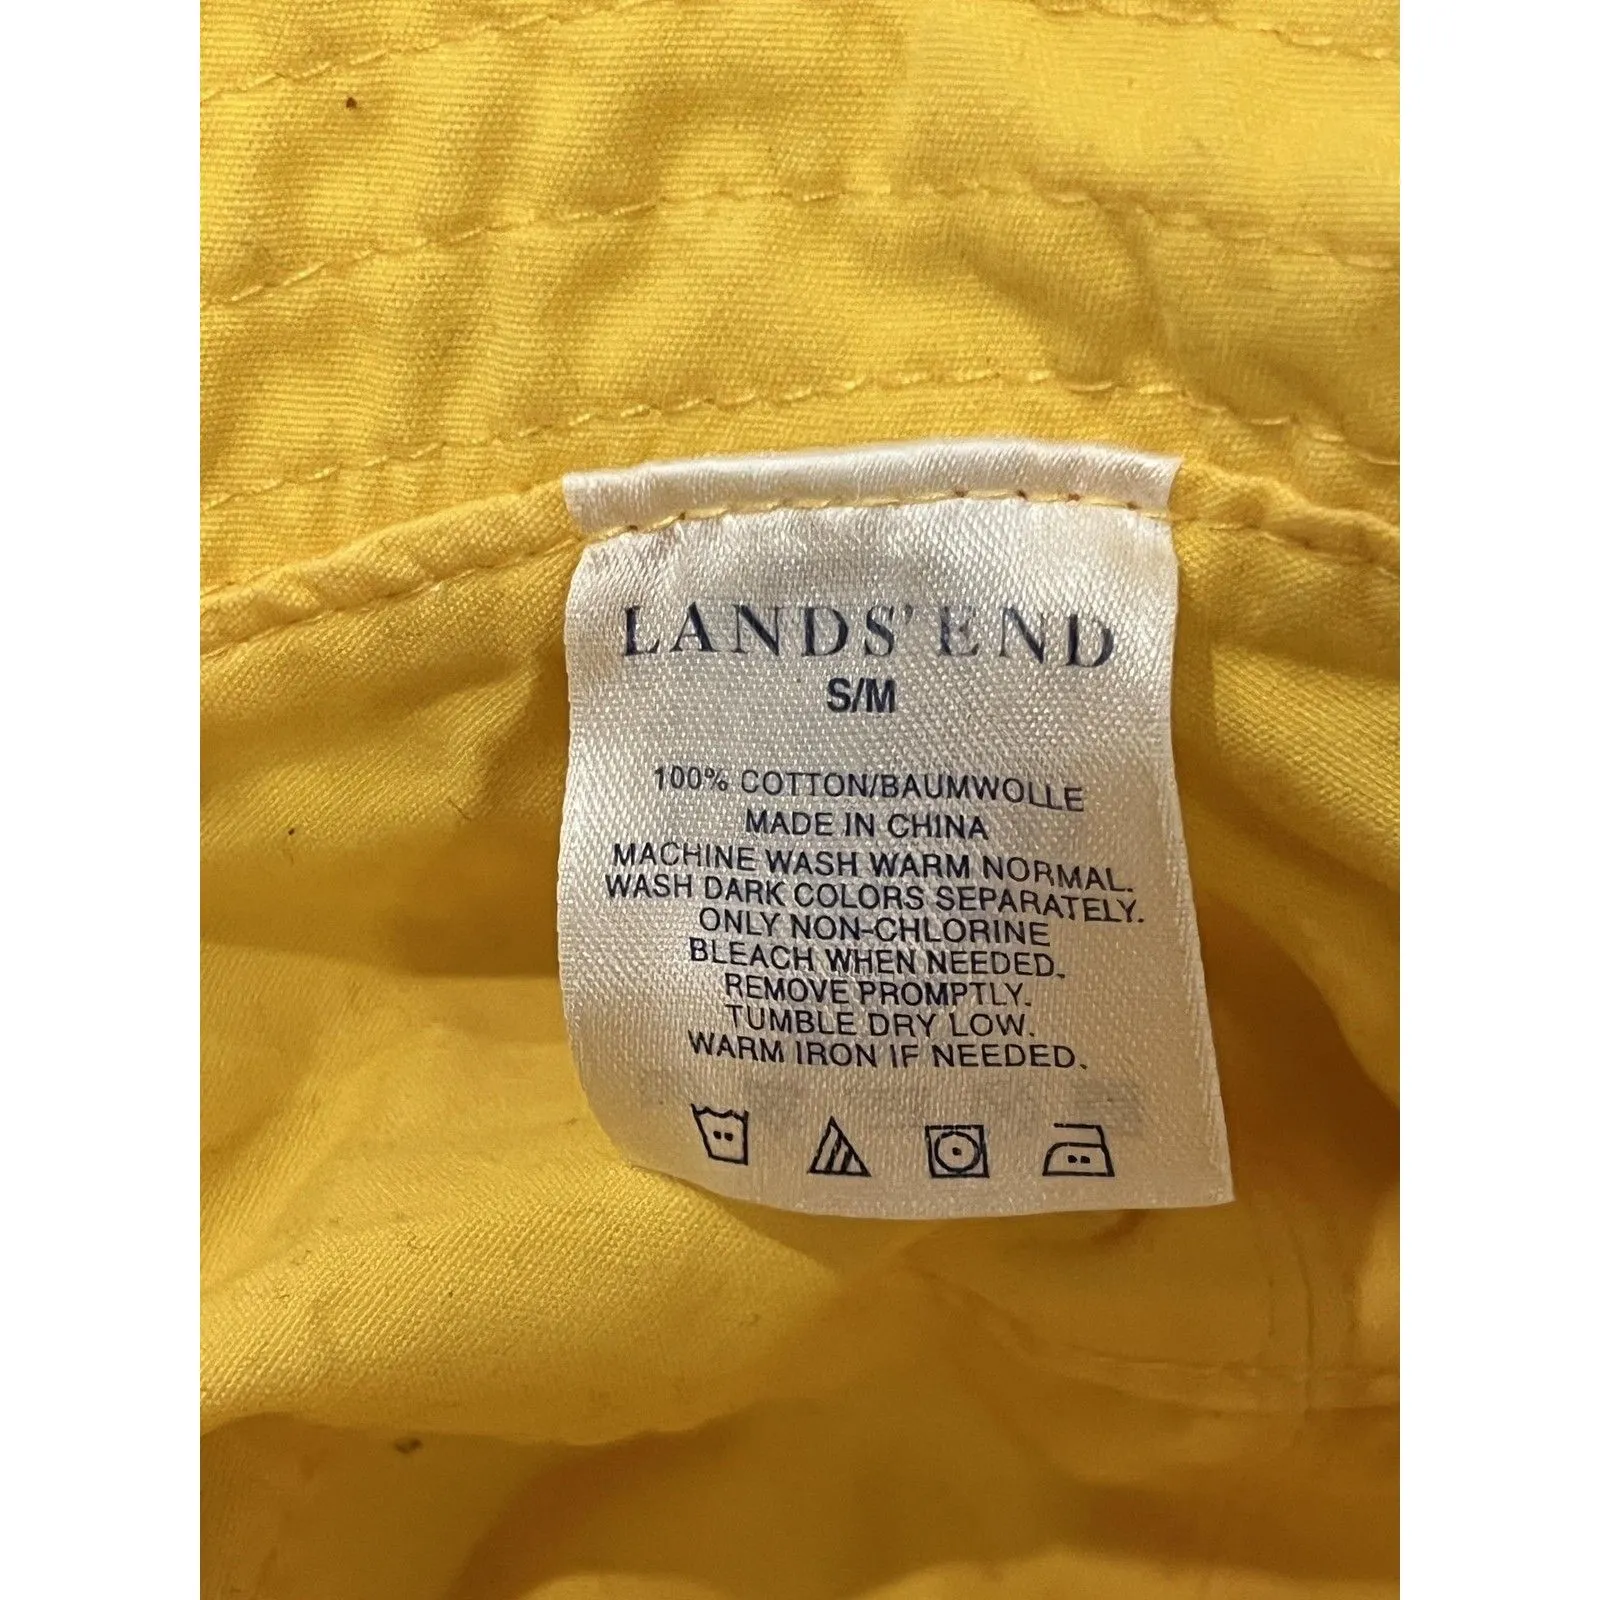 LANDS' END
S/M
100% COTTON/BAUMWOLLE
MADE IN CHINA
MACHINE WASH WARM NORMAL.
WASH DARK COLORS SEPARATELY.
ONLY NON-CHLORINE
BLEACH WHEN NEEDED.
REMOVE PROMPTLY.
TUMBLE DRY LOW.
WARM IRON IF NEEDED.